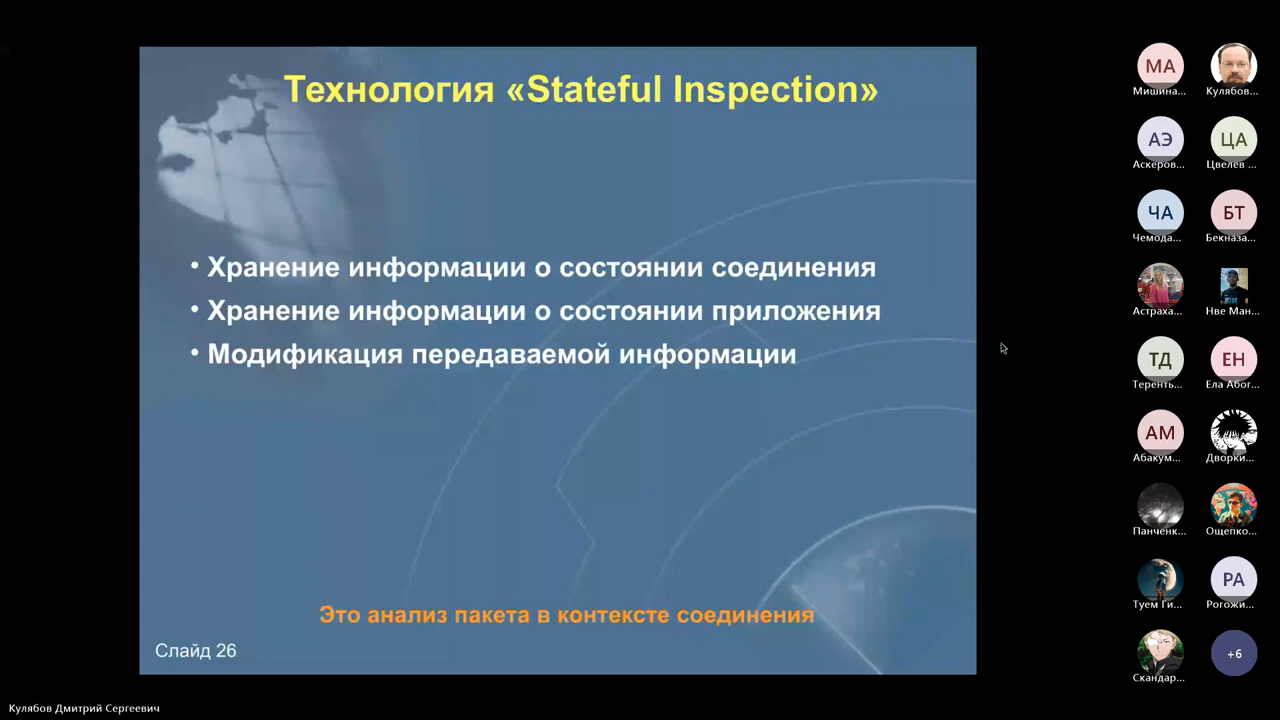 Технология «Stateful Inspection»
• Хранение информации о состоянии соединения
• Хранение информации о состоянии приложения
• Модификация передаваемой информации
Это анализ пакета в контексте соединения
Слайд 26
МА
Мишина...
Кулябов...
АЭ
Аскеров...
ЦА
Цвелев ...
ЧА
Чемода...
БТ
Бекназа...
Астраха...
Нве Ман...
ТД
Теренть...
ЕН
Ела Абог...
АМ
Абакум...
Дворки...
Панченк...
Ощепко...
Туем Ги...
РА
Рогожи...
Скандар...
+6
Кулябов Дмитрий Сергеевич